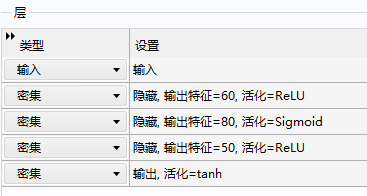 层
类型 设置
输入 输入
密集 隐藏, 输出特征=60, 活化=ReLU
密集 隐藏, 输出特征=80, 活化=Sigmoid
密集 隐藏, 输出特征=50, 活化=ReLU
密集 输出, 活化=tanh